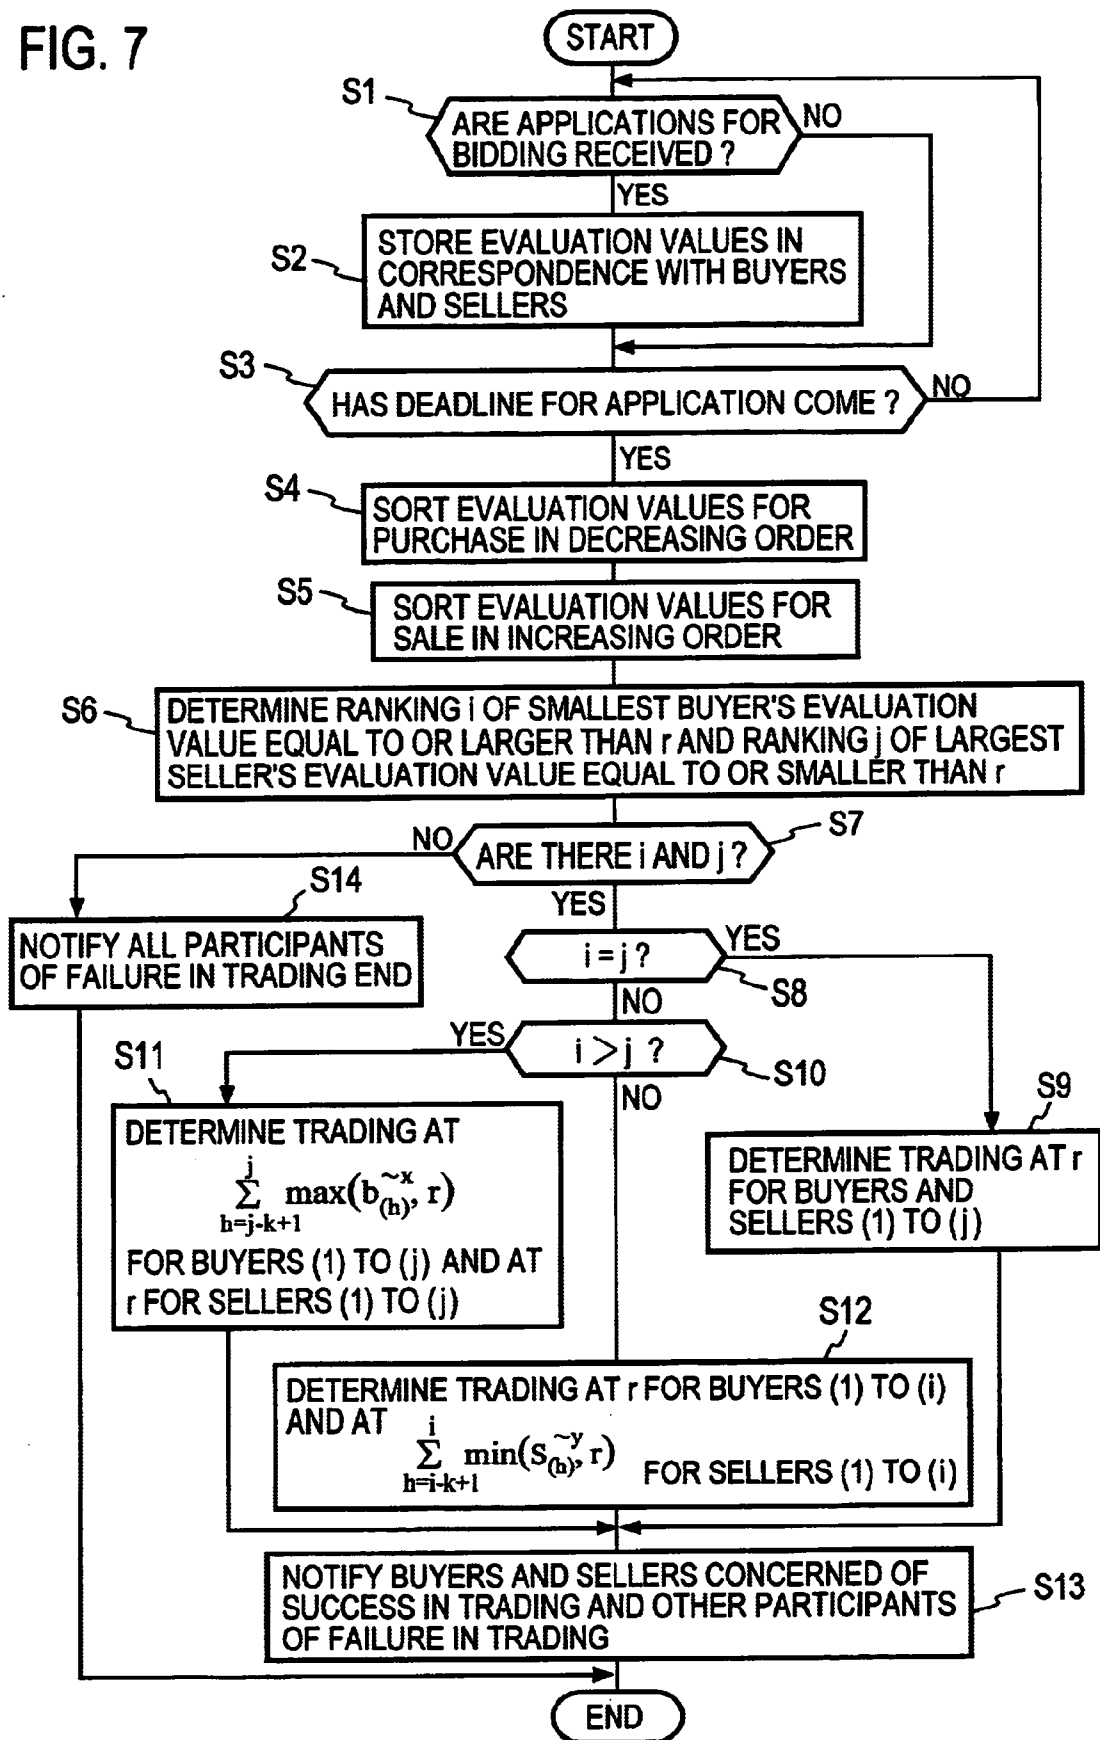 FIG. 7
START
S1
ARE APPLICATIONS FOR
BIDDING RECEIVED ?
NO
YES
S2
STORE EVALUATION VALUES IN
CORRESPONDENCE WITH BUYERS
AND SELLERS
S3
HAS DEADLINE FOR APPLICATION COME ?
NO
YES
S4
SORT EVALUATION VALUES FOR
PURCHASE IN DECREASING ORDER
S5
SORT EVALUATION VALUES FOR
SALE IN INCREASING ORDER
S6
DETERMINE RANKING i OF SMALLEST BUYER'S EVALUATION
VALUE EQUAL TO OR LARGER THAN r AND RANKING j OF LARGEST
SELLER'S EVALUATION VALUE EQUAL TO OR SMALLER THAN r
S7
NO
ARE THERE i AND j ?
YES
S14
NOTIFY ALL PARTICIPANTS
OF FAILURE IN TRADING END
i = j ?
YES
S8
NO
YES
i > j ?
S10
NO
S11
DETERMINE TRADING AT
j
∑ max(b~x(h), r)
h=j-k+1
FOR BUYERS (1) TO (j) AND AT
r FOR SELLERS (1) TO (j)
S9
DETERMINE TRADING AT r
FOR BUYERS AND
SELLERS (1) TO (j)
S12
DETERMINE TRADING AT r FOR BUYERS (1) TO (i)
AND AT
i
∑ min(S~y(h), r)
h=i-k+1
FOR SELLERS (1) TO (i)
S13
NOTIFY BUYERS AND SELLERS CONCERNED OF
SUCCESS IN TRADING AND OTHER PARTICIPANTS
OF FAILURE IN TRADING
END